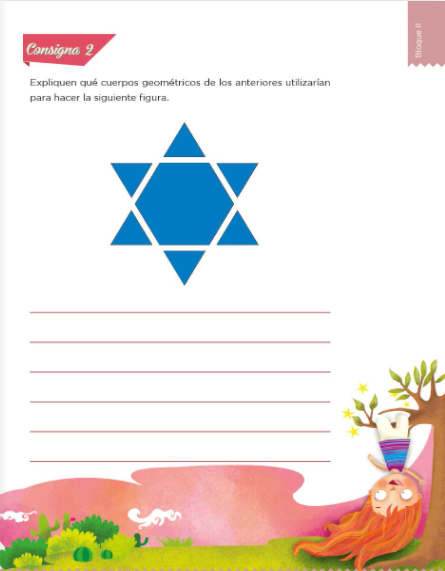 Consigna 2
Bloque II
Expliquen qué cuerpos geométricos de los anteriores utilizarían
para hacer la siguiente figura.